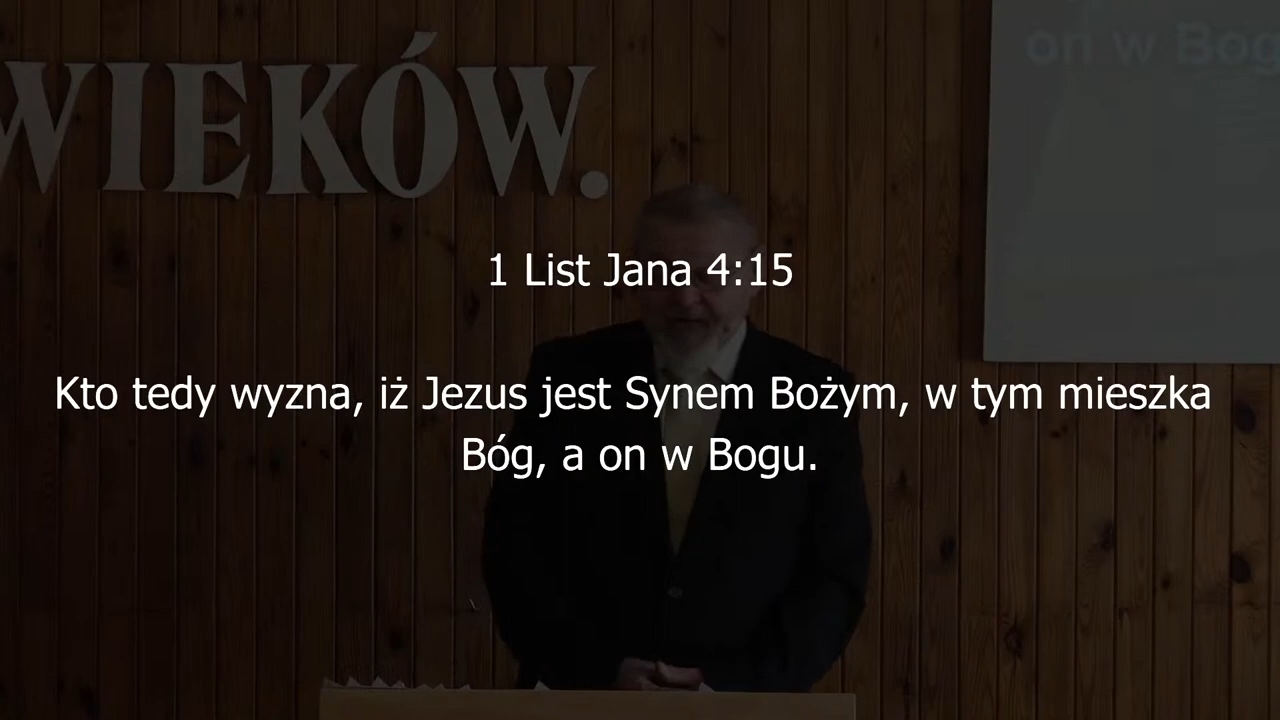 on w Bog
WIEKÓW.
1 List Jana 4:15
Kto tedy wyzna, iż Jezus jest Synem Bożym, w tym mieszka
Bóg, a on w Bogu.